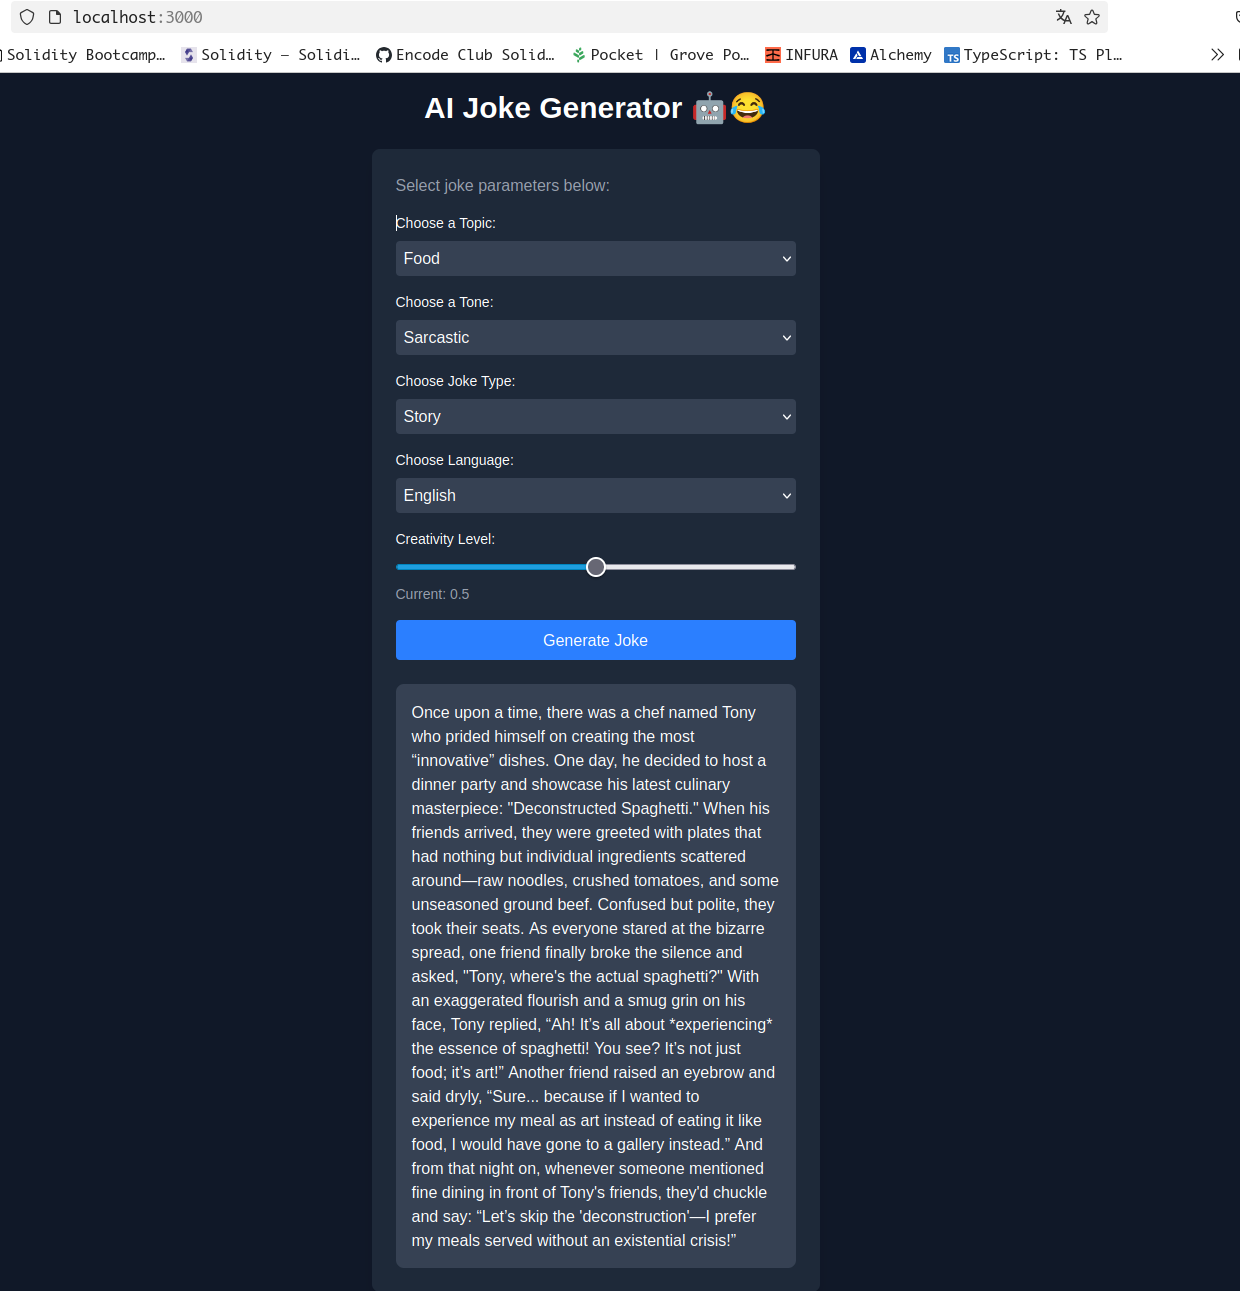 localhost:3000
Solidity Bootcamp… Solidity — Solidi… Encode Club Solid… Pocket | Grove Po… INFURA Alchemy TS TypeScript: TS Pl…
AI Joke Generator 🤖😂
Select joke parameters below:
Choose a Topic:
Food
Choose a Tone:
Sarcastic
Choose Joke Type:
Story
Choose Language:
English
Creativity Level:
Current: 0.5
Generate Joke
Once upon a time, there was a chef named Tony
who prided himself on creating the most
“innovative” dishes. One day, he decided to host a
dinner party and showcase his latest culinary
masterpiece: "Deconstructed Spaghetti." When his
friends arrived, they were greeted with plates that
had nothing but individual ingredients scattered
around—raw noodles, crushed tomatoes, and some
unseasoned ground beef. Confused but polite, they
took their seats. As everyone stared at the bizarre
spread, one friend finally broke the silence and
asked, "Tony, where's the actual spaghetti?" With
an exaggerated flourish and a smug grin on his
face, Tony replied, “Ah! It’s all about *experiencing*
the essence of spaghetti! You see? It’s not just
food; it’s art!” Another friend raised an eyebrow and
said dryly, “Sure... because if I wanted to
experience my meal as art instead of eating it like
food, I would have gone to a gallery instead.” And
from that night on, whenever someone mentioned
fine dining in front of Tony's friends, they'd chuckle
and say: “Let’s skip the 'deconstruction'—I prefer
my meals served without an existential crisis!”